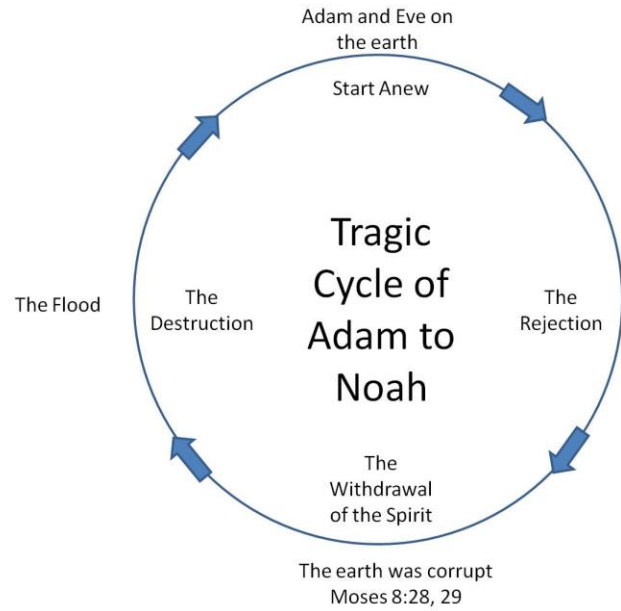 Adam and Eve on
the earth
Start Anew
Tragic
Cycle of
Adam to
Noah
The
Rejection
The
Withdrawal
of the Spirit
The earth was corrupt
Moses 8:28, 29
The
Destruction
The Flood